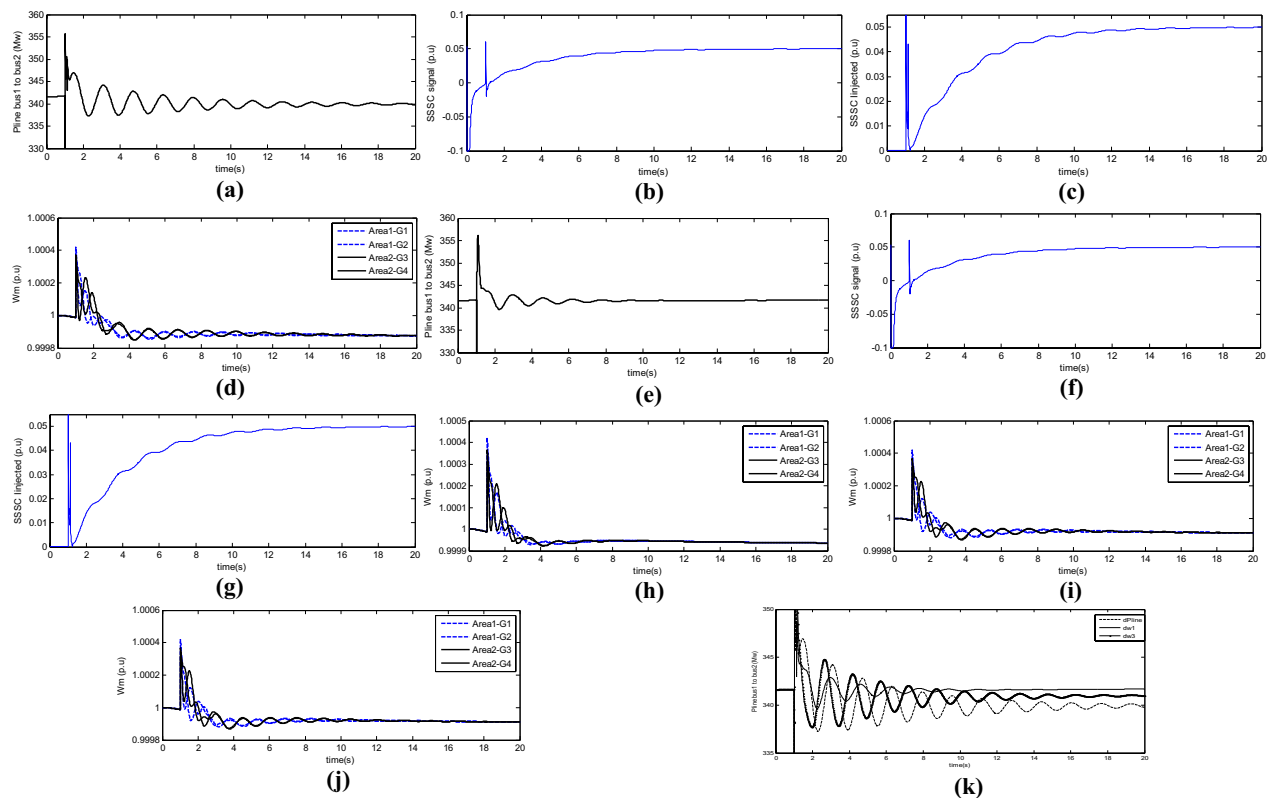 360
355
350
345
340
335
330
Pline bus1 to bus2 (Mw)
0 2 4 6 8 10 12 14 16 18 20
time(s)
(a)
0.1
0.05
0
-0.05
-0.1
SSSC signal (p.u)
0 2 4 6 8 10 12 14 16 18 20
time(s)
(b)
0.05
0.04
0.03
0.02
0.01
0
SSSC Iinjected (p.u)
0 2 4 6 8 10 12 14 16 18 20
time(s)
(c)
1.0006
1.0004
1.0002
1
0.9998
Wm (p.u)
Area1-G1
Area1-G2
Area2-G3
Area2-G4
0 2 4 6 8 10 12 14 16 18 20
time(s)
(d)
360
355
350
345
340
335
330
Pline bus1 to bus2 (Mw)
0 2 4 6 8 10 12 14 16 18 20
time(s)
(e)
0.1
0.05
0
-0.05
-0.1
SSSC signal (p.u)
0 2 4 6 8 10 12 14 16 18 20
time(s)
(f)
0.05
0.04
0.03
0.02
0.01
0
SSSC Iinjected (p.u)
0 2 4 6 8 10 12 14 16 18 20
time(s)
(g)
1.0005
1.0004
1.0003
1.0002
1.0001
1
0.9999
Wm (p.u)
Area1-G1
Area1-G2
Area2-G3
Area2-G4
0 2 4 6 8 10 12 14 16 18 20
time(s)
(h)
1.0006
1.0004
1.0002
1
0.9998
Wm (p.u)
Area1-G1
Area1-G2
Area2-G3
Area2-G4
0 2 4 6 8 10 12 14 16 18 20
time(s)
(i)
1.0006
1.0004
1.0002
1
0.9998
Wm (p.u)
Area1-G1
Area1-G2
Area2-G3
Area2-G4
0 2 4 6 8 10 12 14 16 18 20
time(s)
(j)
350
345
340
335
Pline bus1 to bus2 (Mw)
dPline
dw1
dw3
0 2 4 6 8 10 12 14 16 18 20
time(s)
(k)